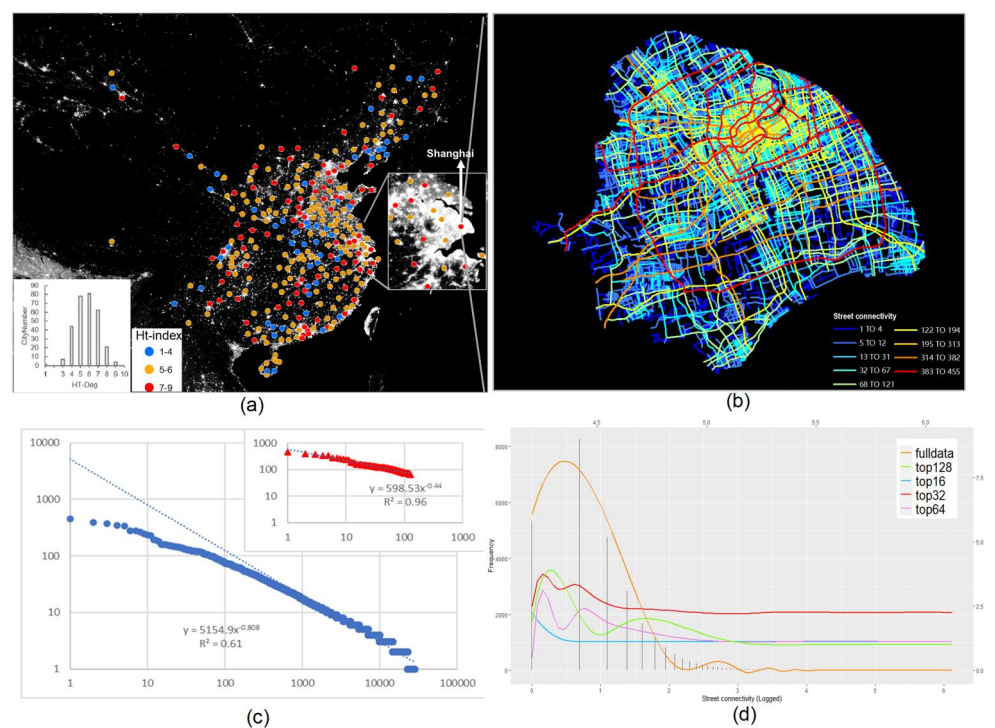 Shanghai
90
80
70
60
50
40
30
20
10
0
CityNumber
1 2 3 4 5 6 7 8 9 10
HT-Deg
Ht-index
1-4
5-6
7-9
(a)
Street connectivity
1 TO 4
5 TO 12
13 TO 31
32 TO 67
68 TO 121
122 TO 194
195 TO 313
314 TO 382
383 TO 455
(b)
10000
1000
100
10
1
1 10 100 1000 10000 100000
y = 5154.9x-0.808
R² = 0.61
1000
100
10
1
1 10 100 1000
y = 598.53x-0.44
R² = 0.96
(c)
4,5 5,0 5,5 6,0
8000
6000
4000
2000
0
Frequency
0 1 2 3 4 5 6
Street connectivity (Logged)
7.5
5.0
2.5
0.0
fulldata
top128
top16
top32
top64
(d)